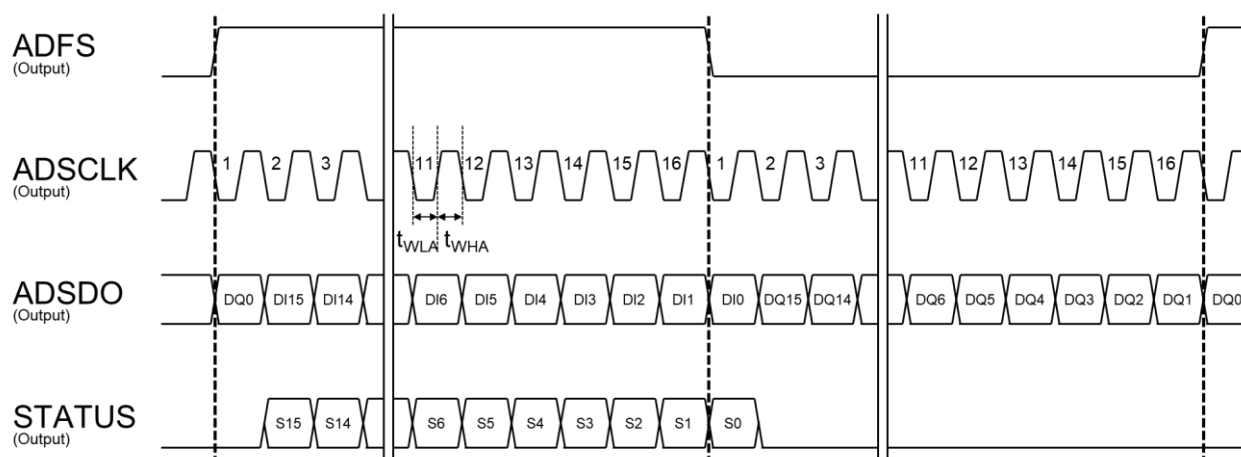 ADFS
(Output)
ADSCLK
(Output)
1 2 3 11 12 13 14 15 16 1 2 3 11 12 13 14 15 16
tWLA tWHA
ADSDO
(Output)
DQ0 DI15 DI14 DI6 DI5 DI4 DI3 DI2 DI1 DI0 DQ15 DQ14 DQ6 DQ5 DQ4 DQ3 DQ2 DQ1 DQ0
STATUS
(Output)
S15 S14 S6 S5 S4 S3 S2 S1 S0